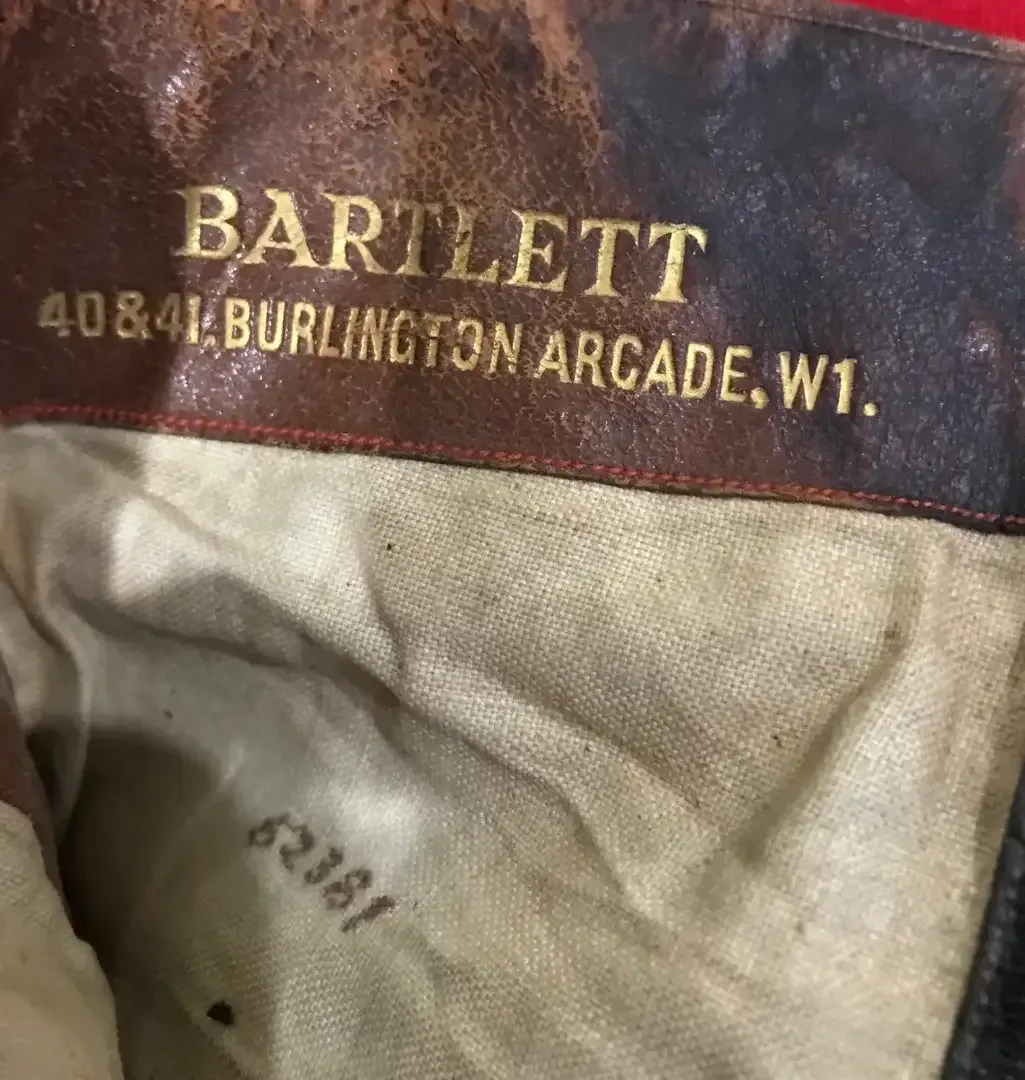 BARTLETT
40 & 41, BURLINGTON ARCADE, W1.
62381